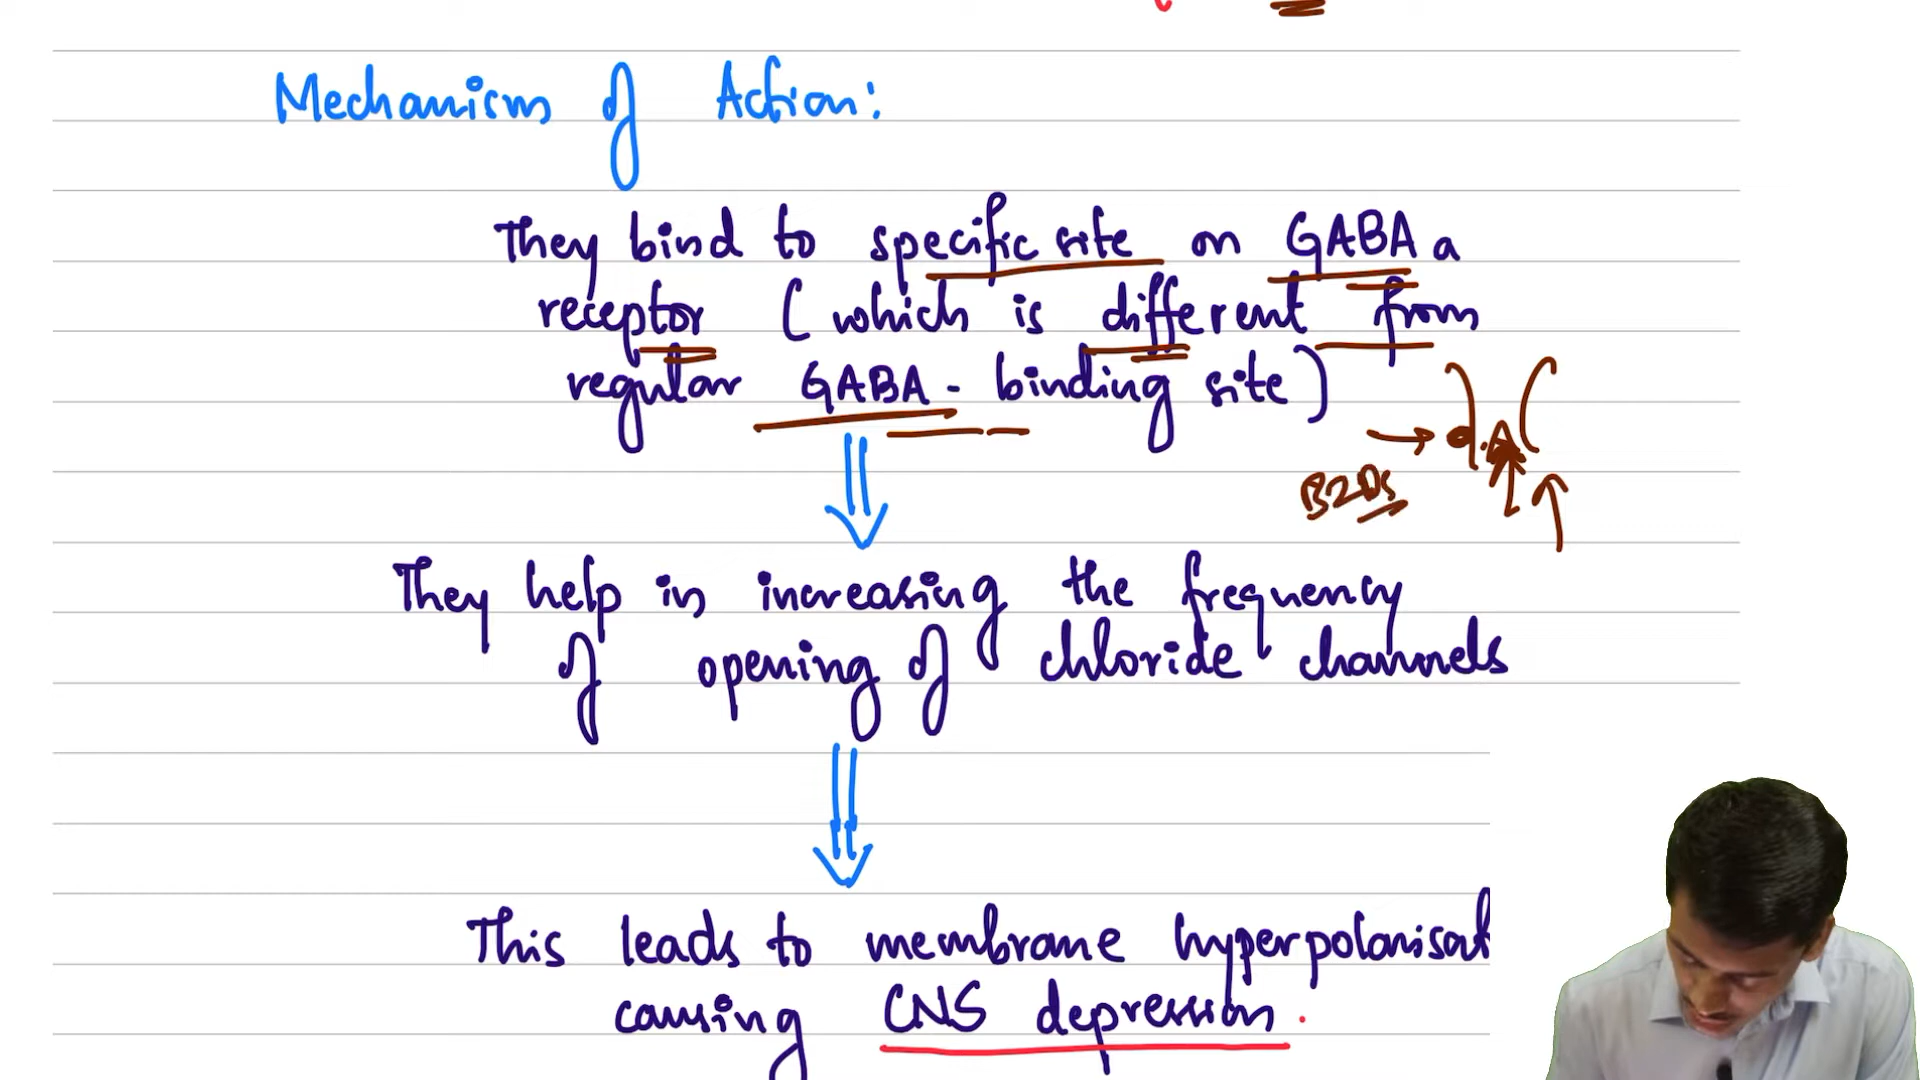 Mechanism of Action:
They bind to specific site on GABA a
receptor (which is different from
regular GABA - binding site)
BZDs
They help in increasing the frequency
of opening of chloride channels
This leads to membrane hyperpolarisat
causing CNS depression.